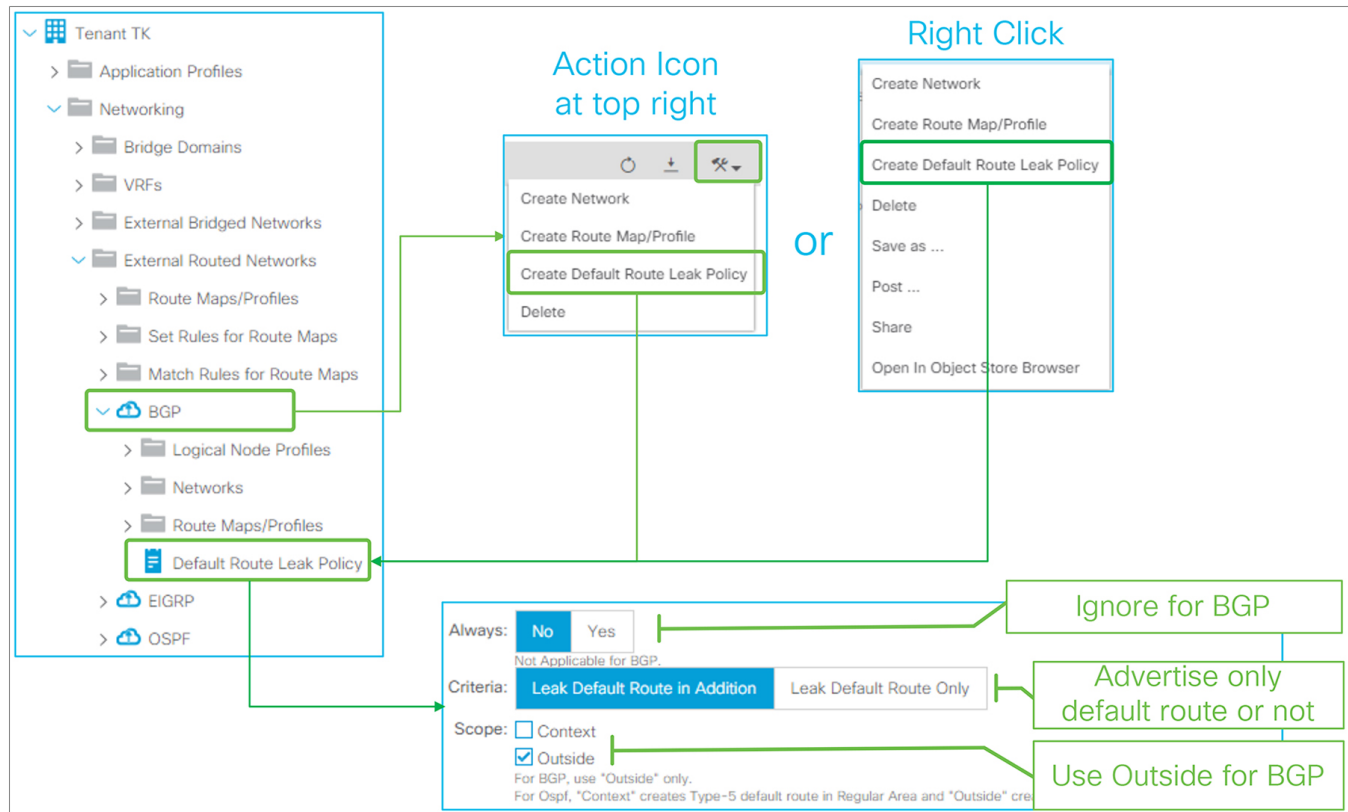 Tenant TK
Application Profiles
Networking
Bridge Domains
VRFs
External Bridged Networks
External Routed Networks
Route Maps/Profiles
Set Rules for Route Maps
Match Rules for Route Maps
BGP
Logical Node Profiles
Networks
Route Maps/Profiles
Default Route Leak Policy
EIGRP
OSPF
Action Icon
at top right
Create Network
Create Route Map/Profile
Create Default Route Leak Policy
Delete
or
Right Click
Create Network
Create Route Map/Profile
Create Default Route Leak Policy
Delete
Save as ...
Post ...
Share
Open In Object Store Browser
Always: No Yes
Not Applicable for BGP.
Criteria: Leak Default Route in Addition Leak Default Route Only
Scope: Context
Outside
For BGP, use "Outside" only.
For Ospf, "Context" creates Type-5 default route in Regular Area and "Outside" cre
Ignore for BGP
Advertise only
default route or not
Use Outside for BGP